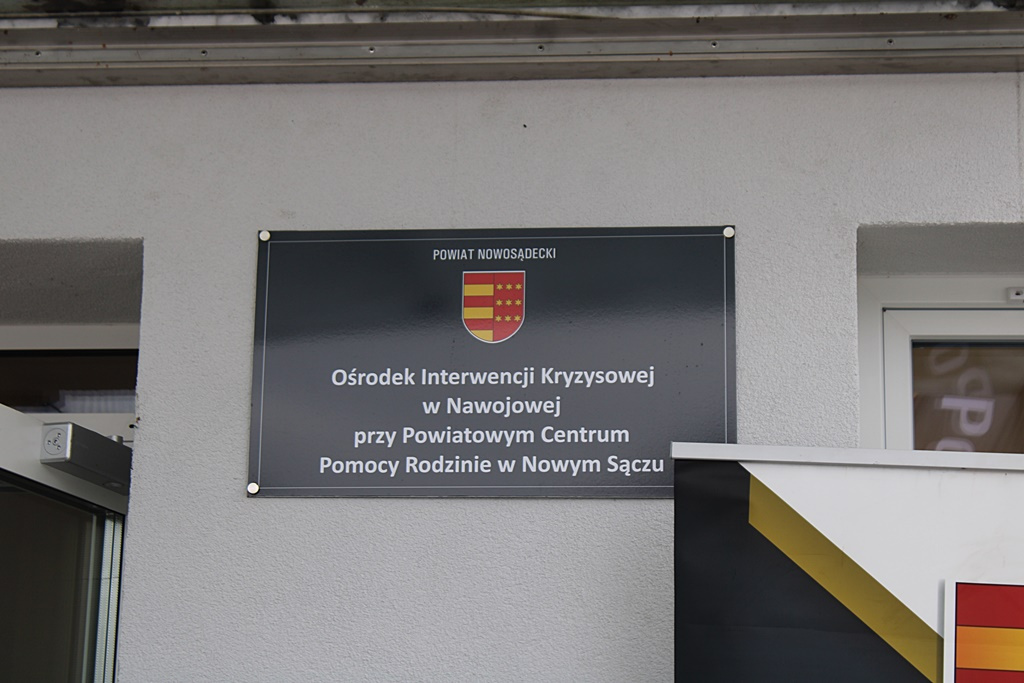 POWIAT NOWOSĄDECKI
Ośrodek Interwencji Kryzysowej
w Nawojowej
przy Powiatowym Centrum
Pomocy Rodzinie w Nowym Sączu